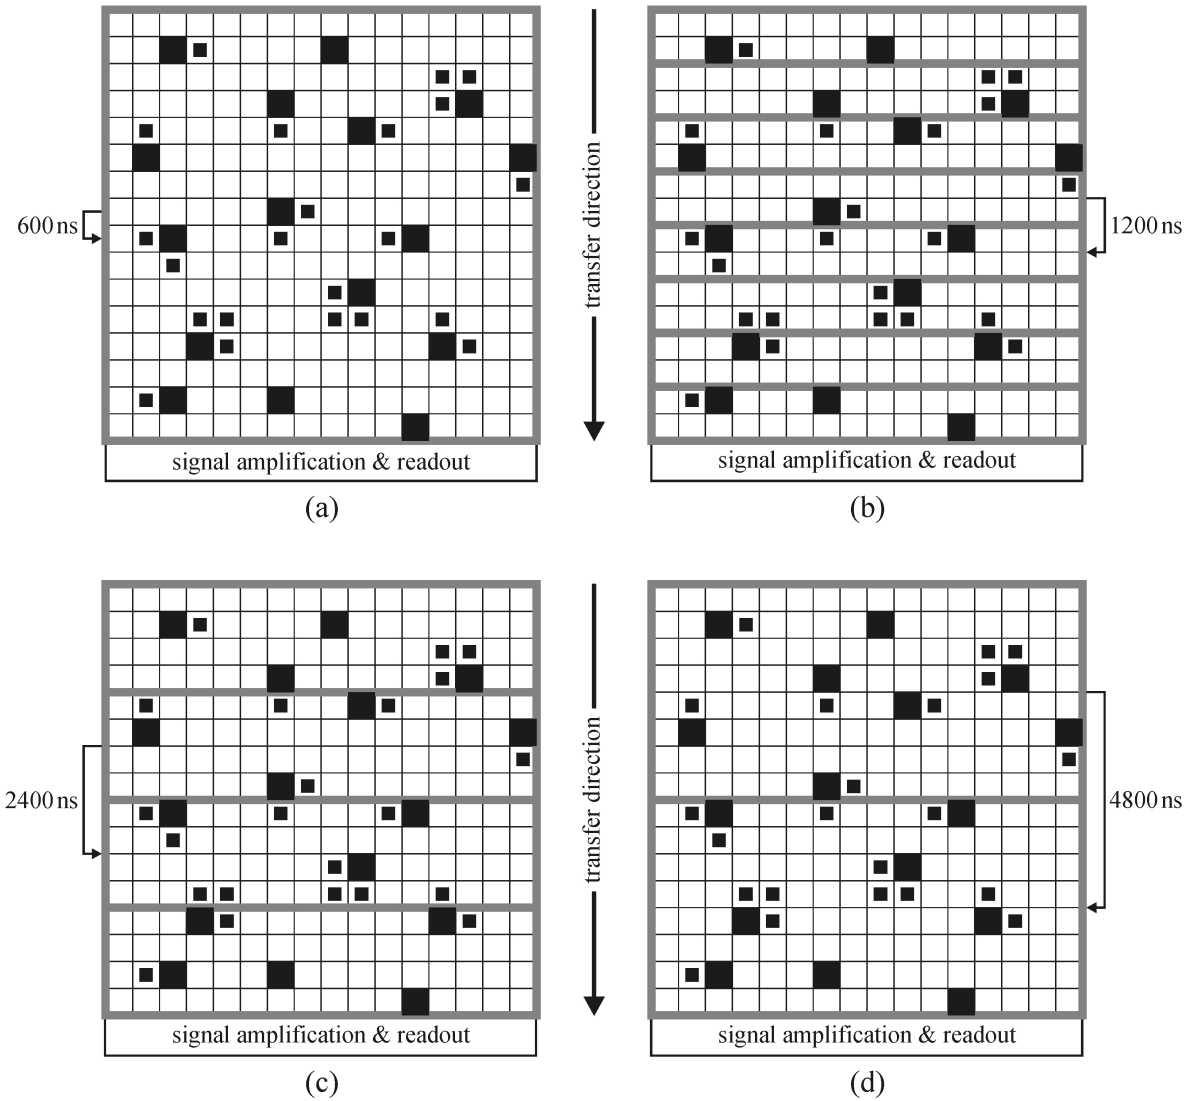 600 ns
transfer direction
1200 ns
signal amplification & readout
signal amplification & readout
(a)
(b)
2400 ns
transfer direction
4800 ns
signal amplification & readout
signal amplification & readout
(c)
(d)